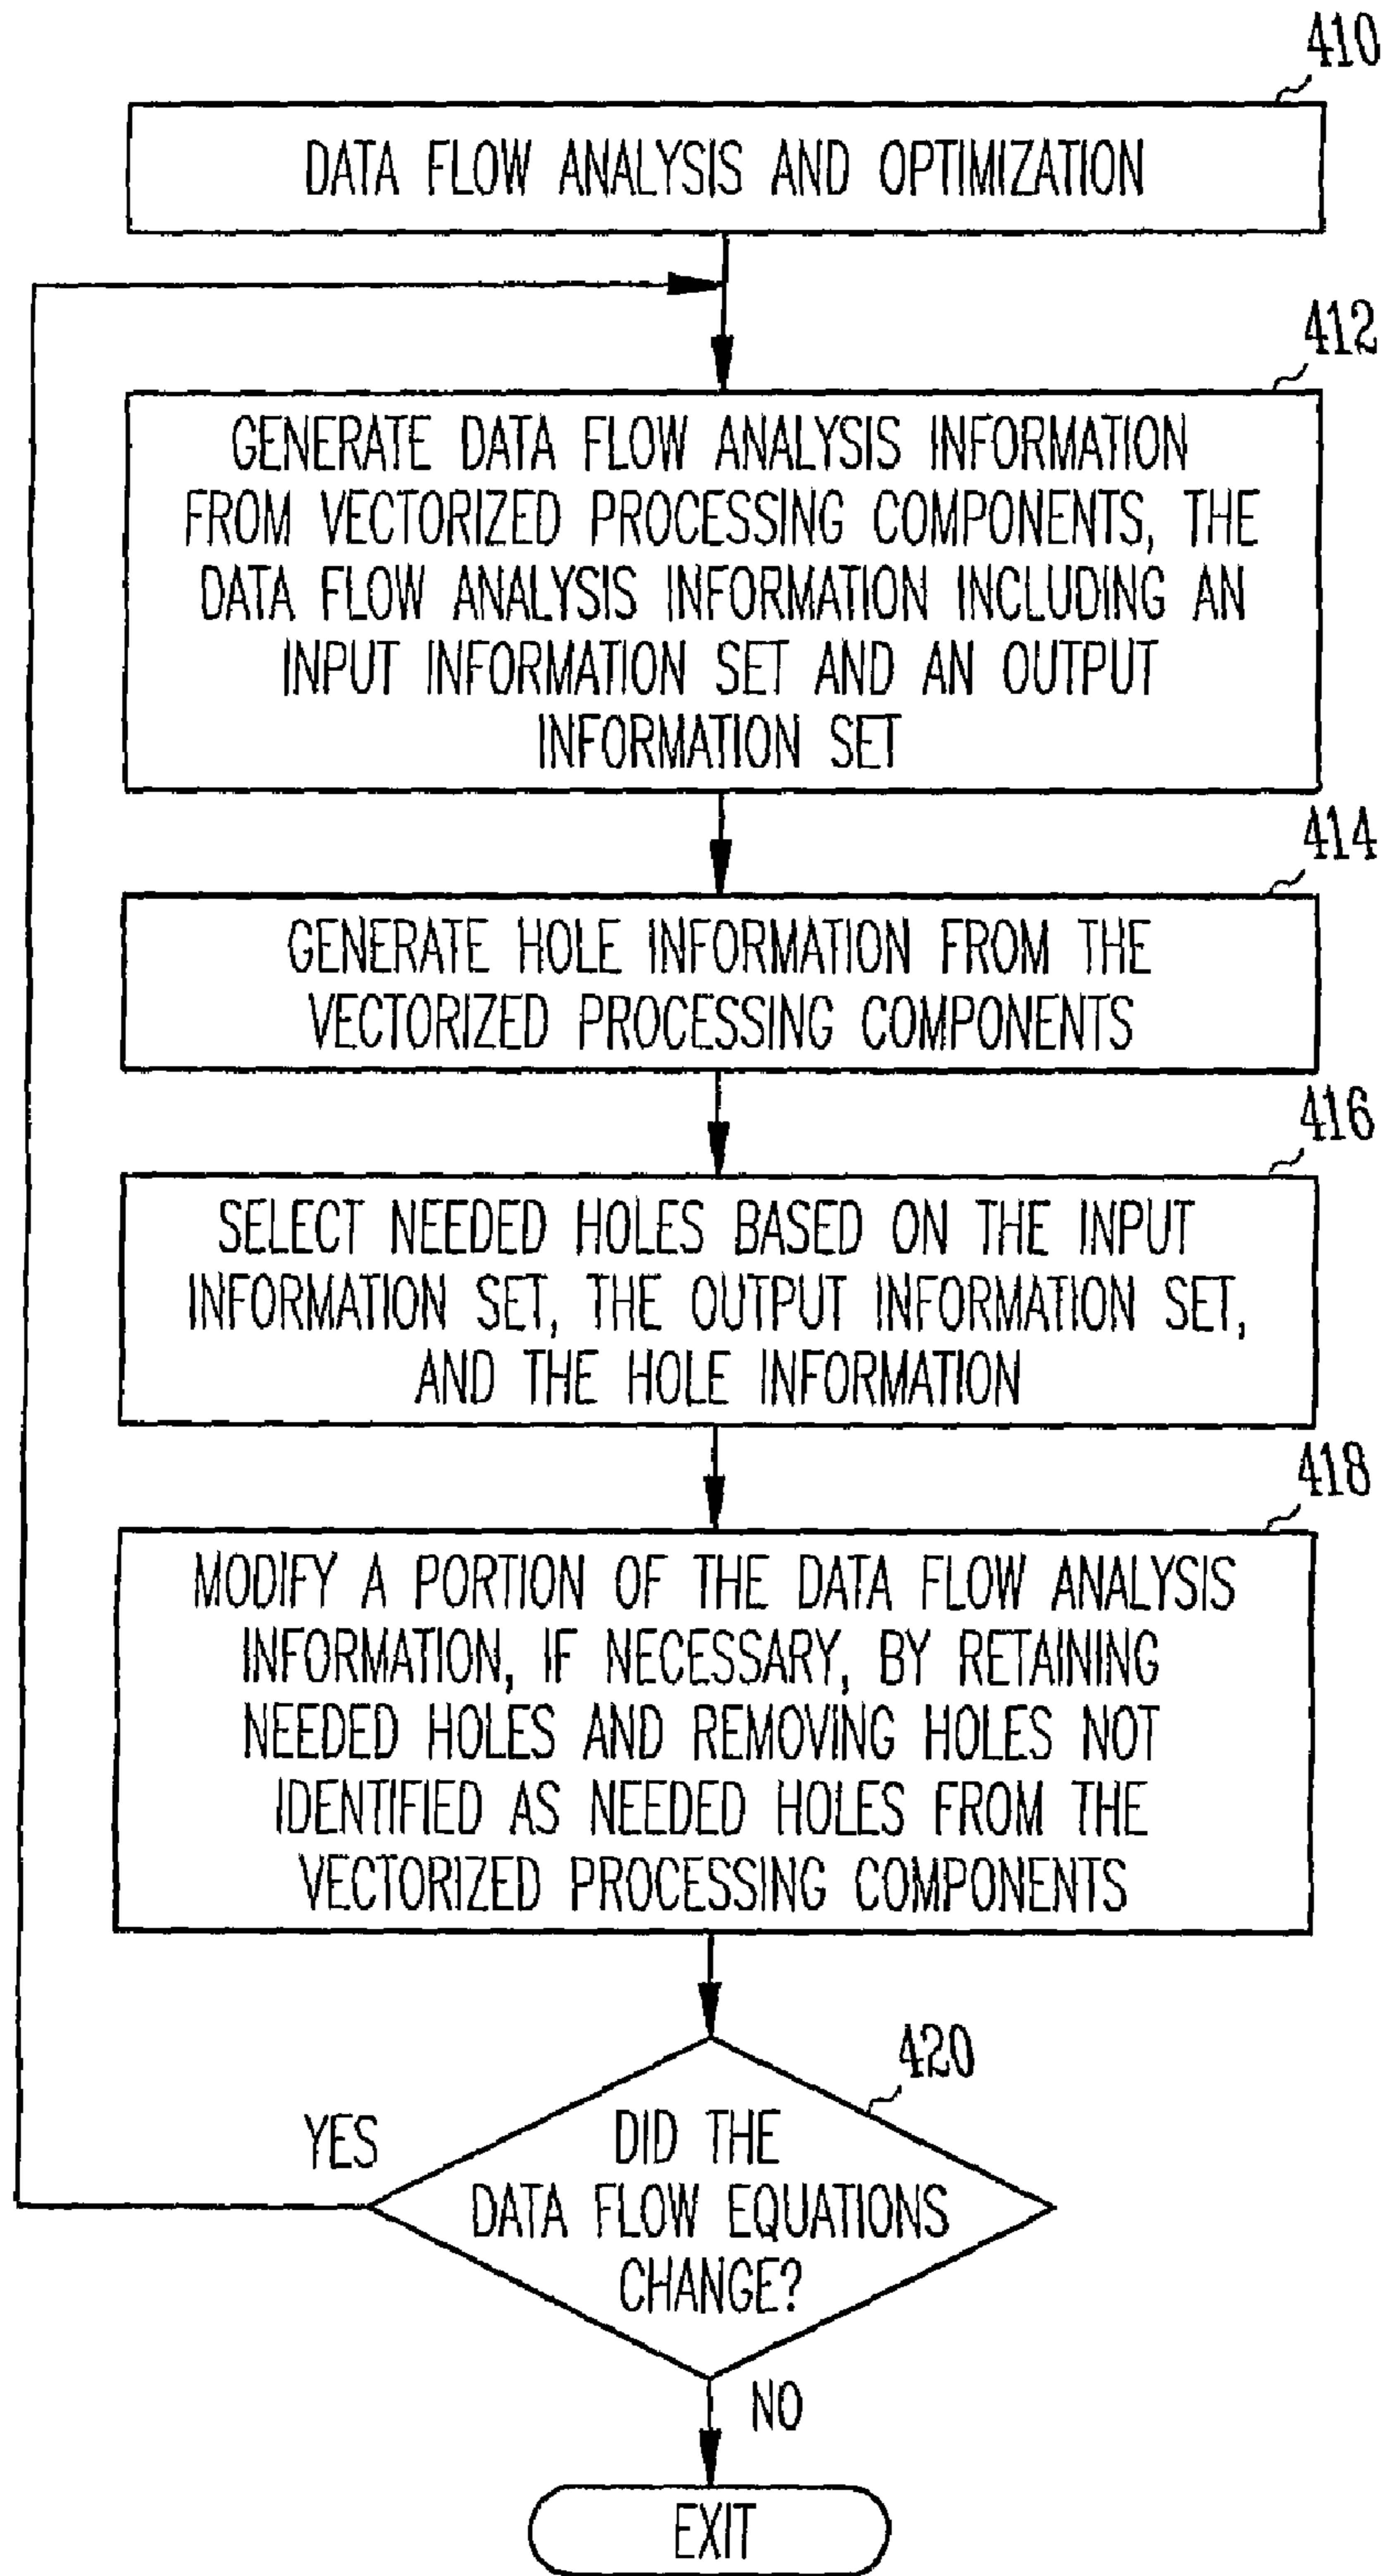 410
DATA FLOW ANALYSIS AND OPTIMIZATION
412
GENERATE DATA FLOW ANALYSIS INFORMATION
FROM VECTORIZED PROCESSING COMPONENTS, THE
DATA FLOW ANALYSIS INFORMATION INCLUDING AN
INPUT INFORMATION SET AND AN OUTPUT
INFORMATION SET
414
GENERATE HOLE INFORMATION FROM THE
VECTORIZED PROCESSING COMPONENTS
416
SELECT NEEDED HOLES BASED ON THE INPUT
INFORMATION SET, THE OUTPUT INFORMATION SET,
AND THE HOLE INFORMATION
418
MODIFY A PORTION OF THE DATA FLOW ANALYSIS
INFORMATION, IF NECESSARY, BY RETAINING
NEEDED HOLES AND REMOVING HOLES NOT
IDENTIFIED AS NEEDED HOLES FROM THE
VECTORIZED PROCESSING COMPONENTS
420
YES
DID THE
DATA FLOW EQUATIONS
CHANGE?
NO
EXIT